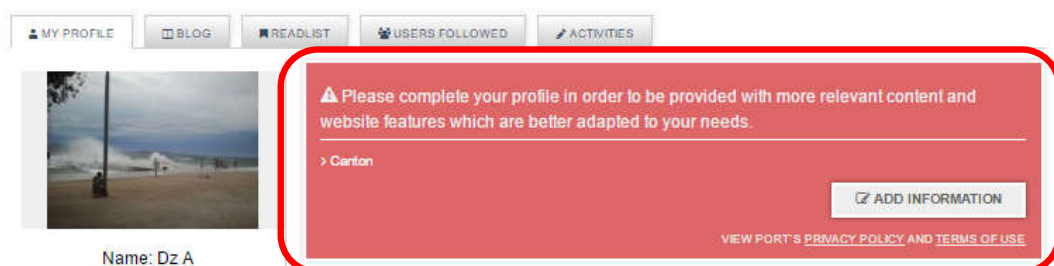 MY PROFILE BLOG READLIST USERS FOLLOWED ACTIVITIES
Please complete your profile in order to be provided with more relevant content and
website features which are better adapted to your needs.
> Canton
ADD INFORMATION
VIEW PORT'S PRIVACY POLICY AND TERMS OF USE
Name: Dz A